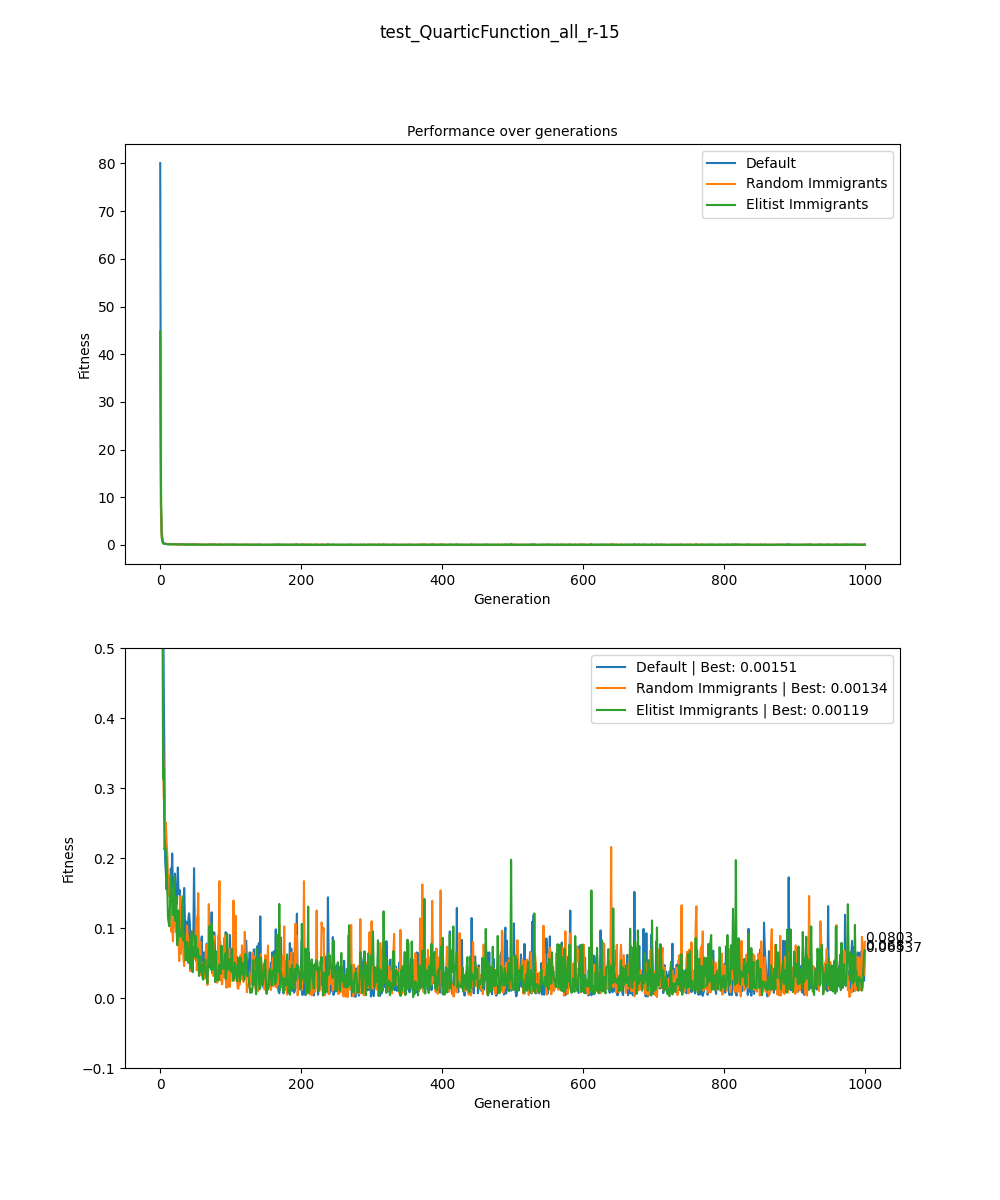 test_QuarticFunction_all_r-15
Performance over generations
80
70
60
50
40
30
20
10
0
Fitness
Default
Random Immigrants
Elitist Immigrants
0 200 400 600 800 1000
Generation
0.5
0.4
0.3
0.2
0.1
0.0
−0.1
Fitness
Default | Best: 0.00151
Random Immigrants | Best: 0.00134
Elitist Immigrants | Best: 0.00119
0.0803
0 200 400 600 800 1000
Generation